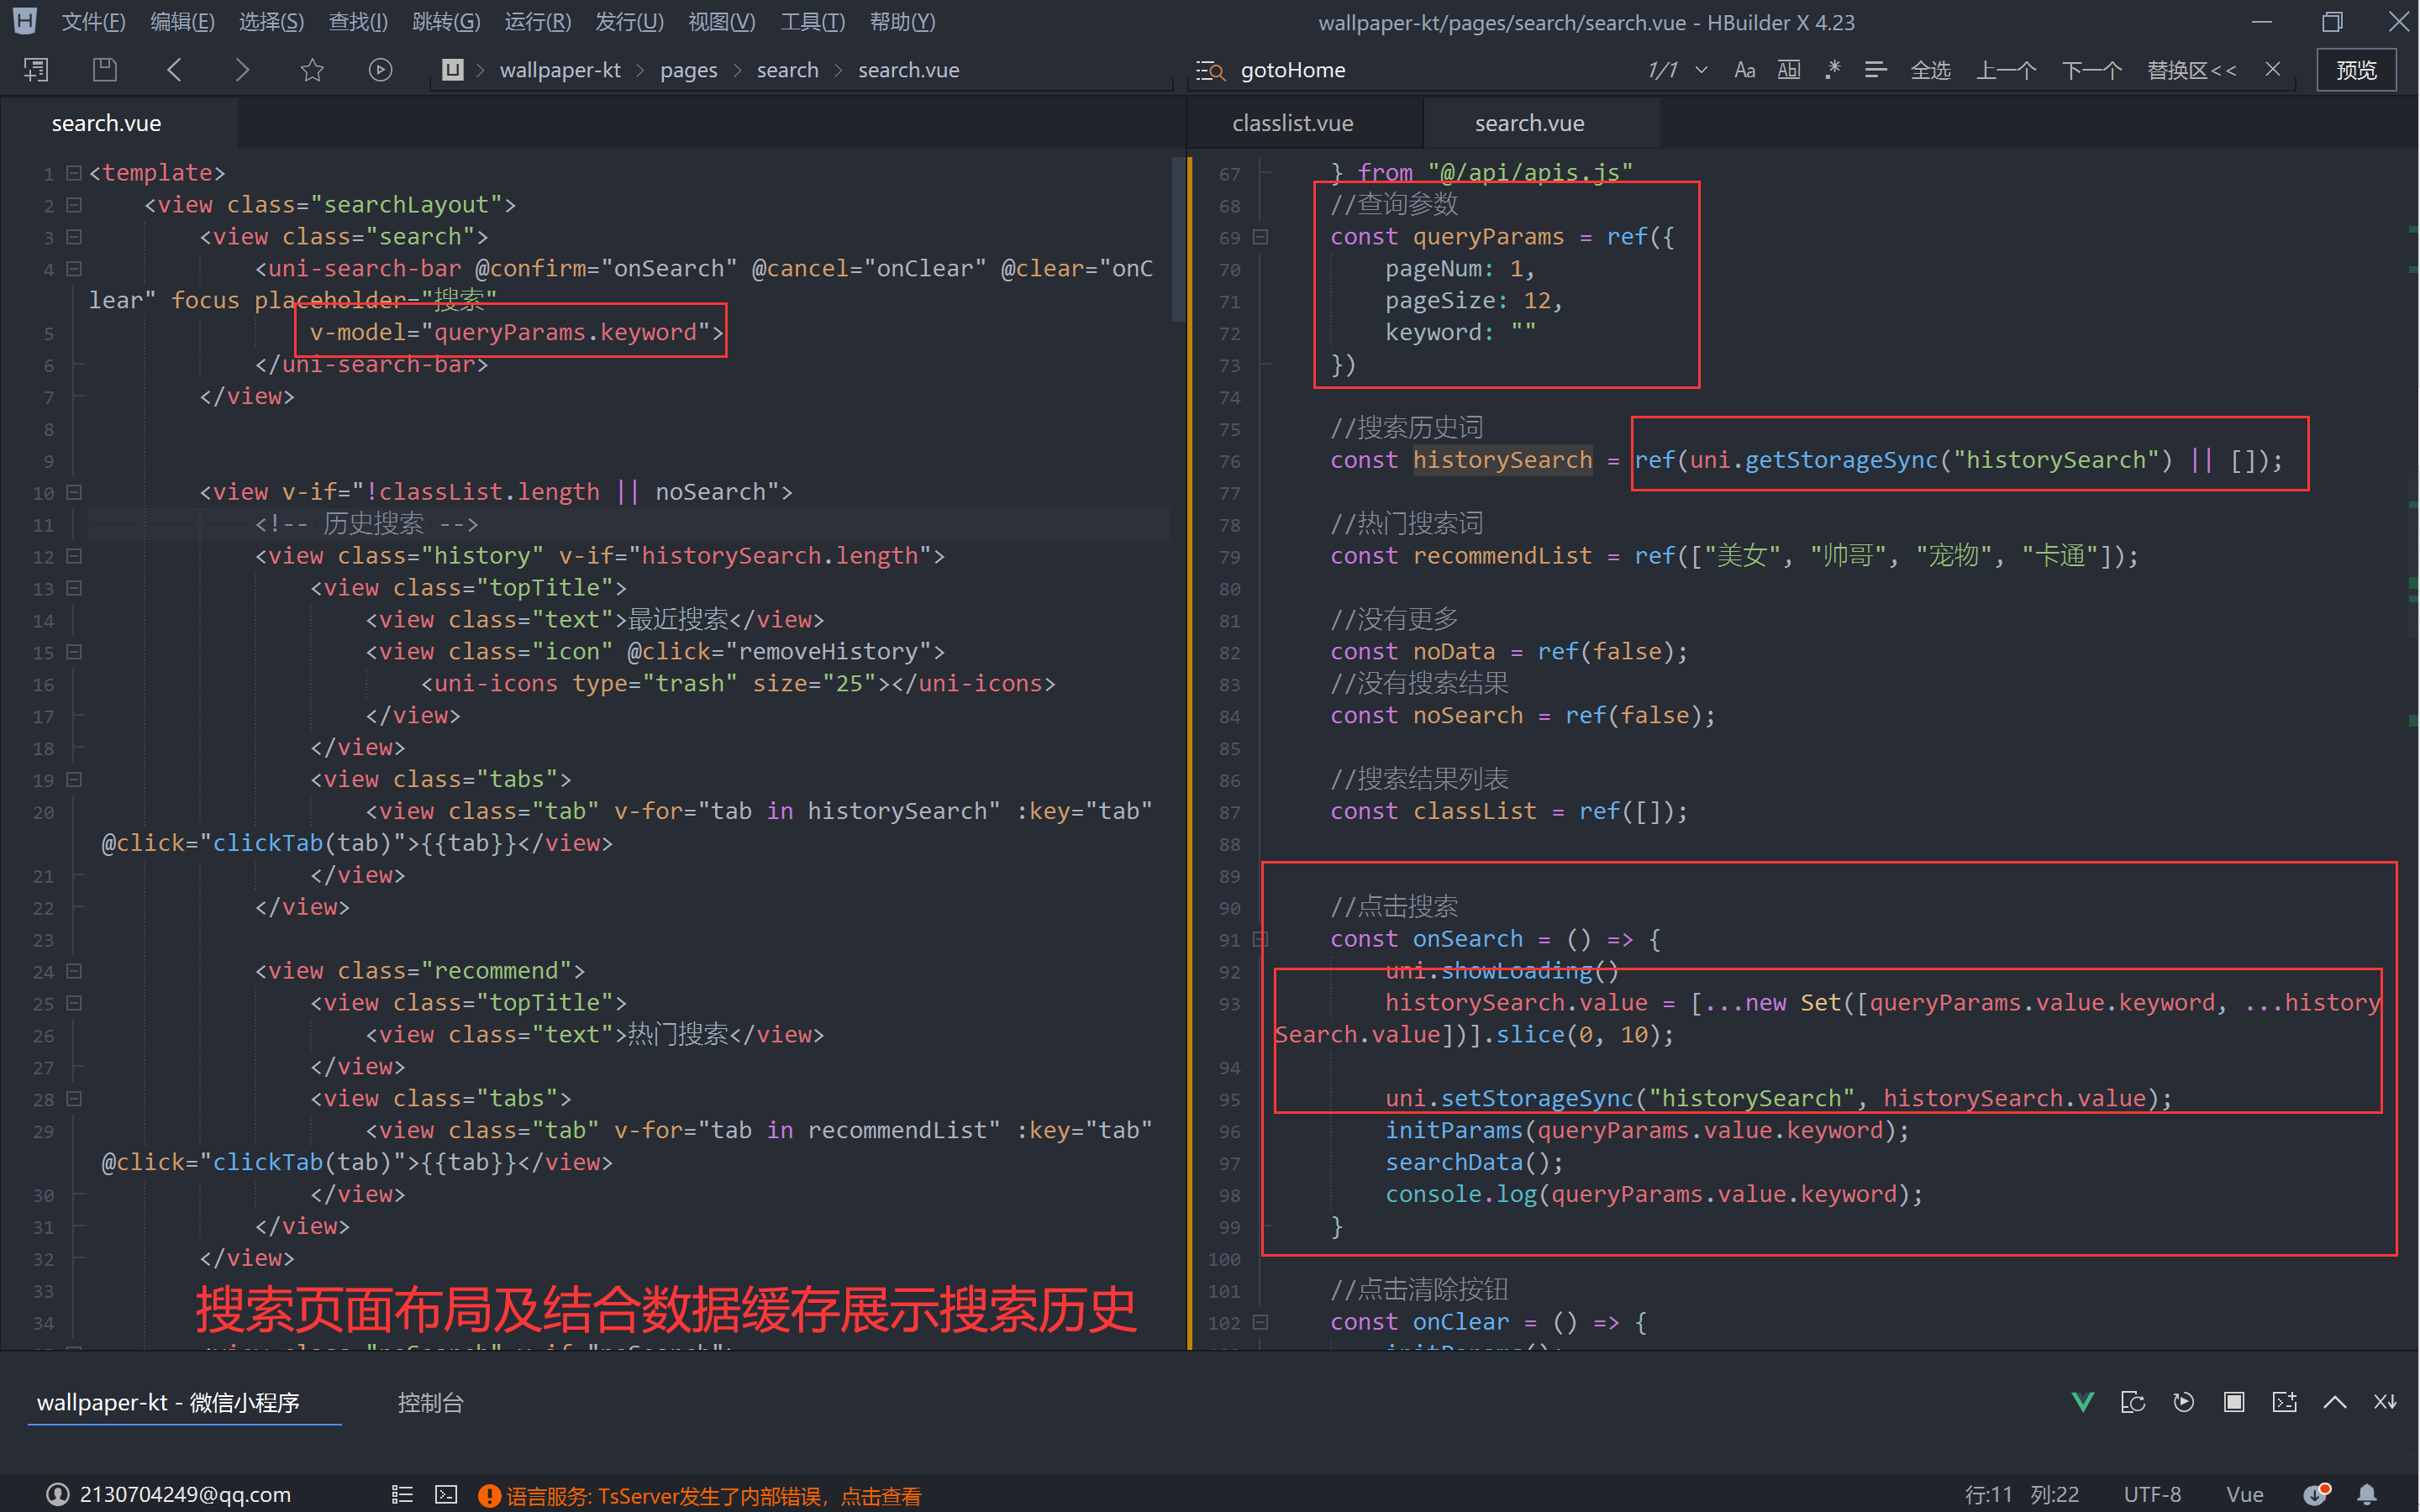 文件(F) 编辑(E) 选择(S) 查找(I) 跳转(G) 运行(R) 发行(U) 视图(V) 工具(T) 帮助(Y)
wallpaper-kt/pages/search/search.vue - HBuilder X 4.23
wallpaper-kt > pages > search > search.vue
gotoHome 1/1 Aa Ab .* 全选 上一个 下一个 替换区<< 预览
search.vue
1 <template>
2 <view class="searchLayout">
3 <view class="search">
4 <uni-search-bar @confirm="onSearch" @cancel="onClear" @clear="onC
lear" focus placeholder="搜索"
5 v-model="queryParams.keyword">
6 </uni-search-bar>
7 </view>
8
9
10 <view v-if="!classList.length || noSearch">
11 <!-- 历史搜索 -->
12 <view class="history" v-if="historySearch.length">
13 <view class="topTitle">
14 <view class="text">最近搜索</view>
15 <view class="icon" @click="removeHistory">
16 <uni-icons type="trash" size="25"></uni-icons>
17 </view>
18 </view>
19 <view class="tabs">
20 <view class="tab" v-for="tab in historySearch" :key="tab"
@click="clickTab(tab)">{{tab}}</view>
21 </view>
22 </view>
23
24 <view class="recommend">
25 <view class="topTitle">
26 <view class="text">热门搜索</view>
27 </view>
28 <view class="tabs">
29 <view class="tab" v-for="tab in recommendList" :key="tab"
@click="clickTab(tab)">{{tab}}</view>
30 </view>
31 </view>
32 </view>
33
34
搜索页面布局及结合数据缓存展示搜索历史
classlist.vue search.vue
67 } from "@/api/apis.js"
68 //查询参数
69 const queryParams = ref({
70 pageNum: 1,
71 pageSize: 12,
72 keyword: ""
73 })
74
75 //搜索历史词
76 const historySearch = ref(uni.getStorageSync("historySearch") || []);
77
78 //热门搜索词
79 const recommendList = ref(["美女", "帅哥", "宠物", "卡通"]);
80
81 //没有更多
82 const noData = ref(false);
83 //没有搜索结果
84 const noSearch = ref(false);
85
86 //搜索结果列表
87 const classList = ref([]);
88
89
90 //点击搜索
91 const onSearch = () => {
92 uni.showLoading()
93 historySearch.value = [...new Set([queryParams.value.keyword, ...history
Search.value])].slice(0, 10);
94
95 uni.setStorageSync("historySearch", historySearch.value);
96 initParams(queryParams.value.keyword);
97 searchData();
98 console.log(queryParams.value.keyword);
99 }
100
101 //点击清除按钮
102 const onClear = () => {
wallpaper-kt - 微信小程序 控制台
2130704249@qq.com 语言服务: TsServer发生了内部错误，点击查看 行:11 列:22 UTF-8 Vue